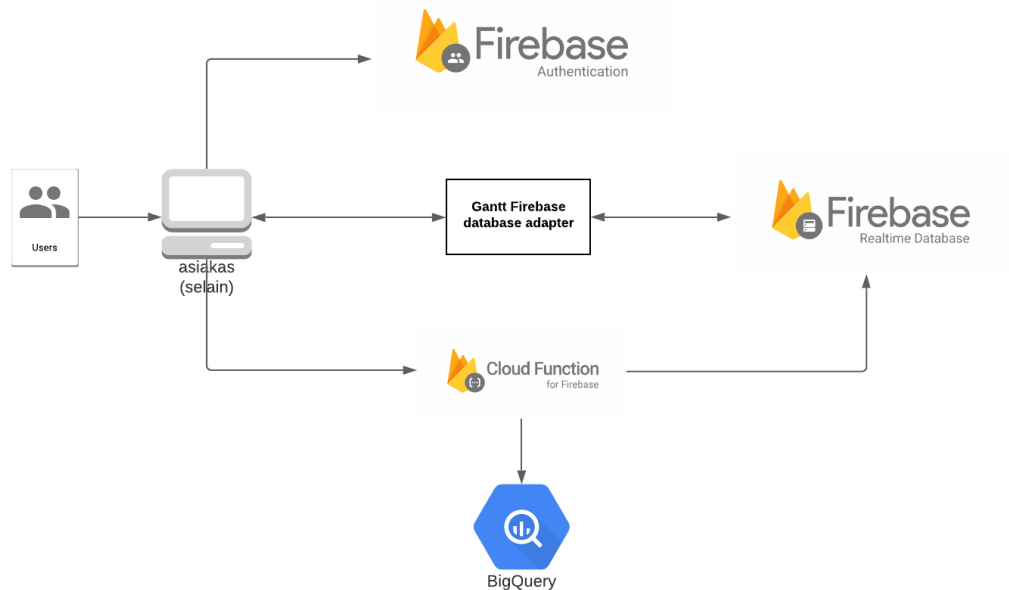 Firebase
Authentication
Users
asiakas
(selain)
Gantt Firebase
database adapter
Firebase
Realtime Database
Cloud Function
for Firebase
BigQuery